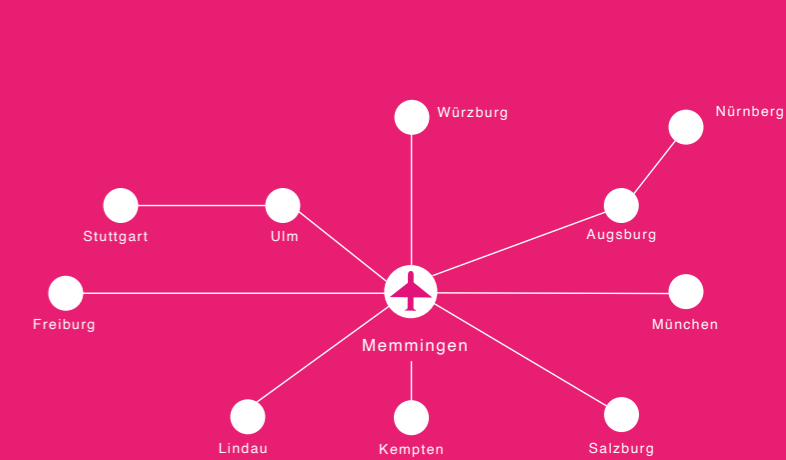 Würzburg
Nürnberg
Stuttgart
Ulm
Augsburg
Freiburg
München
Memmingen
Lindau
Kempten
Salzburg